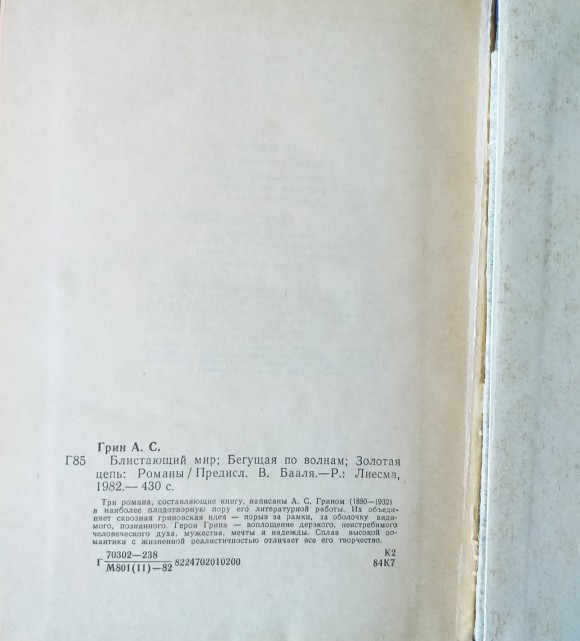 Грин А. С.
Г85 Блистающий мир; Бегущая по волнам; Золотая
цепь: Романы / Предисл. В. Бааля.—Р.: Лиесма,
1982.— 430 с.
Три романа, составляющие книгу, написаны А. С. Грином (1880—1932)
в наиболее плодотворную пору его литературной работы. Их объеди-
няет сквозная гриновская идея — порыв за рамки, за оболочку види-
мого, познанного. Герои Грина — воплощение дерзкого, неистребимого
человеческого духа, мужества, мечты и надежды. Сплав высокой ро-
мантики с жизненной реалистичностью отличает все его творчество.
70302—238 К2
Г 8224702010200
М801(11)—82 84К7